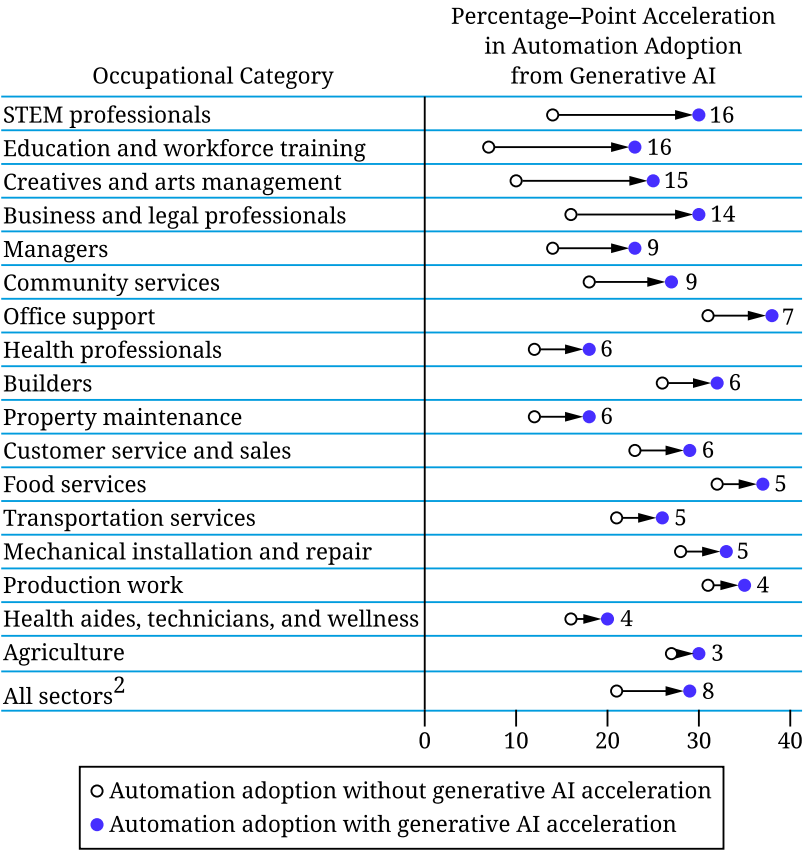 Percentage–Point Acceleration
in Automation Adoption
Occupational Category from Generative AI
STEM professionals 16
Education and workforce training 16
Creatives and arts management 15
Business and legal professionals 14
Managers 9
Community services 9
Office support 7
Health professionals 6
Builders 6
Property maintenance 6
Customer service and sales 6
Food services 5
Transportation services 5
Mechanical installation and repair 5
Production work 4
Health aides, technicians, and wellness 4
Agriculture 3
All sectors2 8
0 10 20 30 40
Automation adoption without generative AI acceleration
Automation adoption with generative AI acceleration